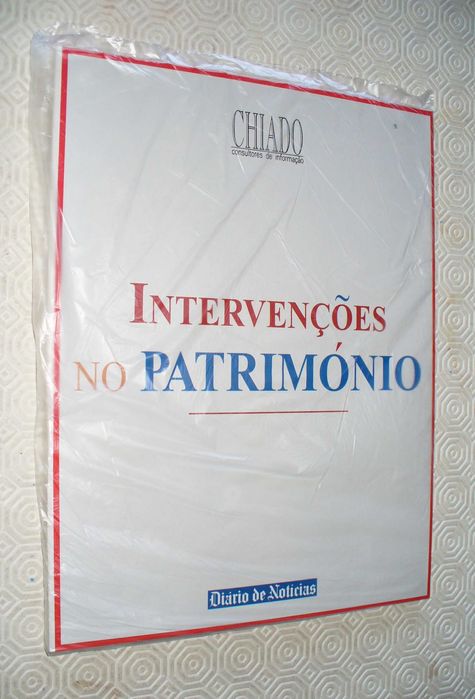 CHIADO
consultores de informação
INTERVENÇÕES
NO PATRIMÓNIO
Diário de Notícias